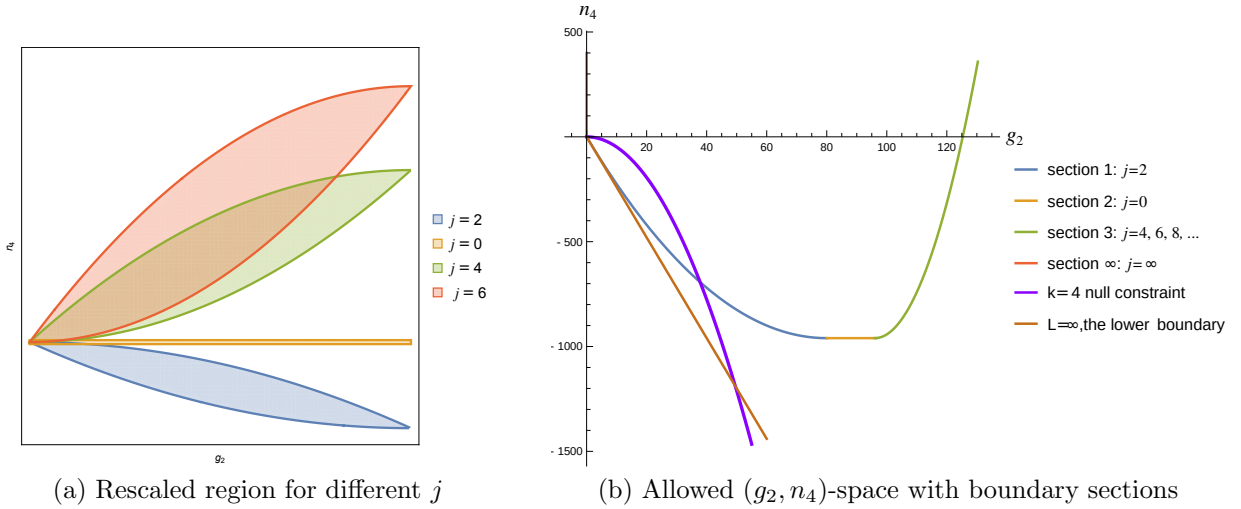 n₄
g₂
j = 2
j = 0
j = 4
j = 6
(a) Rescaled region for different j
n₄
500
20 40 60 80 100 120
g₂
- 500
- 1000
- 1500
section 1: j=2
section 2: j=0
section 3: j=4, 6, 8, ...
section ∞: j=∞
k=4 null constraint
L=∞,the lower boundary
(b) Allowed (g₂, n₄)-space with boundary sections